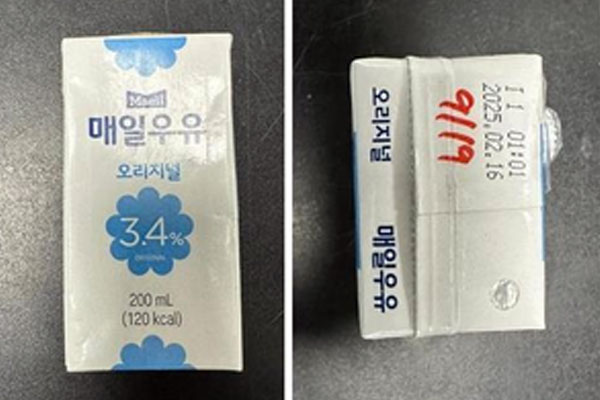 Maeil
매일우유
오리지널
3.4%
ORIGINAL
200 mL
(120 kcal)
오리지널 매일우유
9/19
I 1 01:01
2025.02.16